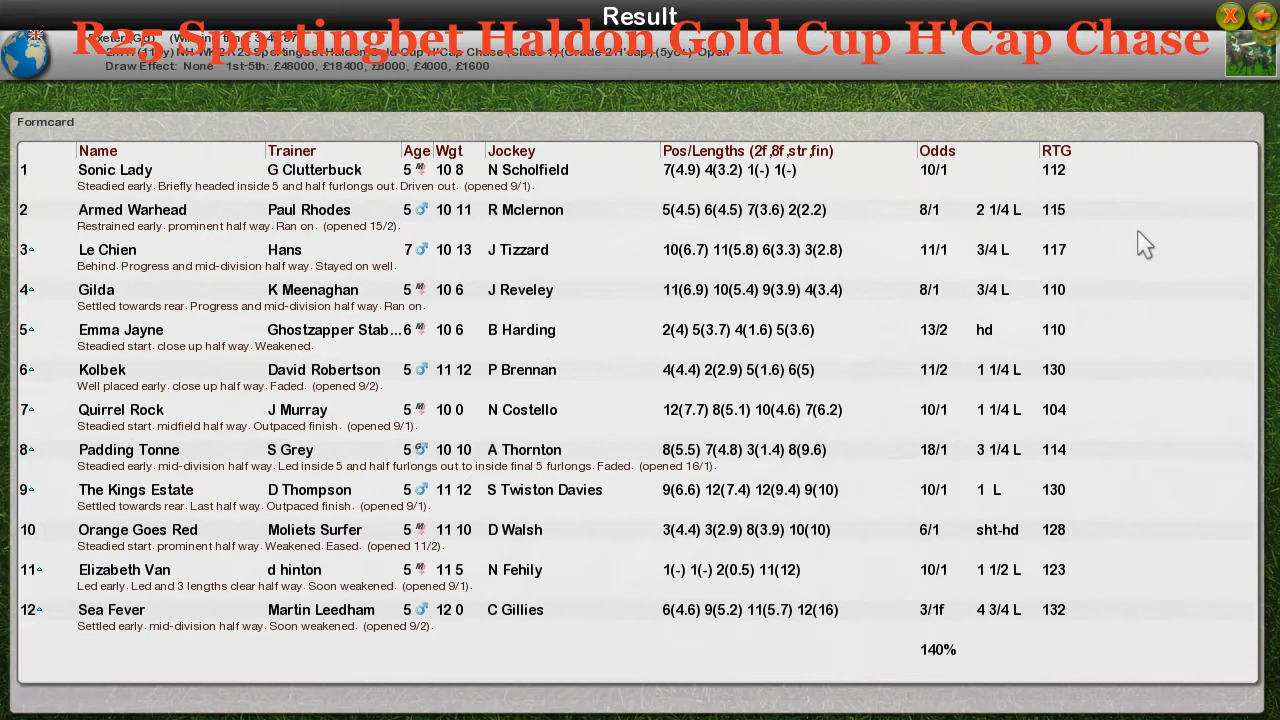 Result
R25 Sportingbet Haldon Gold Cup H'Cap Chase
Draw Effect: None 1st-5th: £48000, £18400, £8000, £4000, £1600
Formcard
Name Trainer Age Wgt Jockey Pos/Lengths (2f,8f,str,fin) Odds RTG
1 Sonic Lady G Clutterbuck 5 10 8 N Scholfield 7(4.9) 4(3.2) 1(-) 1(-) 10/1 112
Steadied early. Briefly headed inside 5 and half furlongs out. Driven out. (opened 9/1).
2 Armed Warhead Paul Rhodes 5 10 11 R Mclernon 5(4.5) 6(4.5) 7(3.6) 2(2.2) 8/1 2 1/4 L 115
Restrained early. prominent half way. Ran on. (opened 15/2).
3 Le Chien Hans 7 10 13 J Tizzard 10(6.7) 11(5.8) 6(3.3) 3(2.8) 11/1 3/4 L 117
Behind. Progress and mid-division half way. Stayed on well.
4 Gilda K Meenaghan 5 10 6 J Reveley 11(6.9) 10(5.4) 9(3.9) 4(3.4) 8/1 3/4 L 110
Settled towards rear. Progress and mid-division half way. Ran on.
5 Emma Jayne Ghostzapper Stab... 6 10 6 B Harding 2(4) 5(3.7) 4(1.6) 5(3.6) 13/2 hd 110
Steadied start. close up half way. Weakened.
6 Kolbek David Robertson 5 11 12 P Brennan 4(4.4) 2(2.9) 5(1.6) 6(5) 11/2 1 1/4 L 130
Well placed early. close up half way. Faded. (opened 9/2).
7 Quirrel Rock J Murray 5 10 0 N Costello 12(7.7) 8(5.1) 10(4.6) 7(6.2) 10/1 1 1/4 L 104
Steadied start. midfield half way. Outpaced finish. (opened 9/1).
8 Padding Tonne S Grey 5 10 10 A Thornton 8(5.5) 7(4.8) 3(1.4) 8(9.6) 18/1 3 1/4 L 114
Steadied early. mid-division half way. Led inside 5 and half furlongs out to inside final 5 furlongs. Faded. (opened 16/1).
9 The Kings Estate D Thompson 5 11 12 S Twiston Davies 9(6.6) 12(7.4) 12(9.4) 9(10) 10/1 1 L 130
Settled towards rear. Last half way. Outpaced finish. (opened 9/1).
10 Orange Goes Red Moliets Surfer 5 11 10 D Walsh 3(4.4) 3(2.9) 8(3.9) 10(10) 6/1 sht-hd 128
Steadied start. prominent half way. Weakened. Eased. (opened 11/2).
11 Elizabeth Van d hinton 5 11 5 N Fehily 1(-) 1(-) 2(0.5) 11(12) 10/1 1 1/2 L 123
Led early. Led and 3 lengths clear half way. Soon weakened. (opened 9/1).
12 Sea Fever Martin Leedham 5 12 0 C Gillies 6(4.6) 9(5.2) 11(5.7) 12(16) 3/1f 4 3/4 L 132
Settled early. mid-division half way. Soon weakened. (opened 9/2).
140%